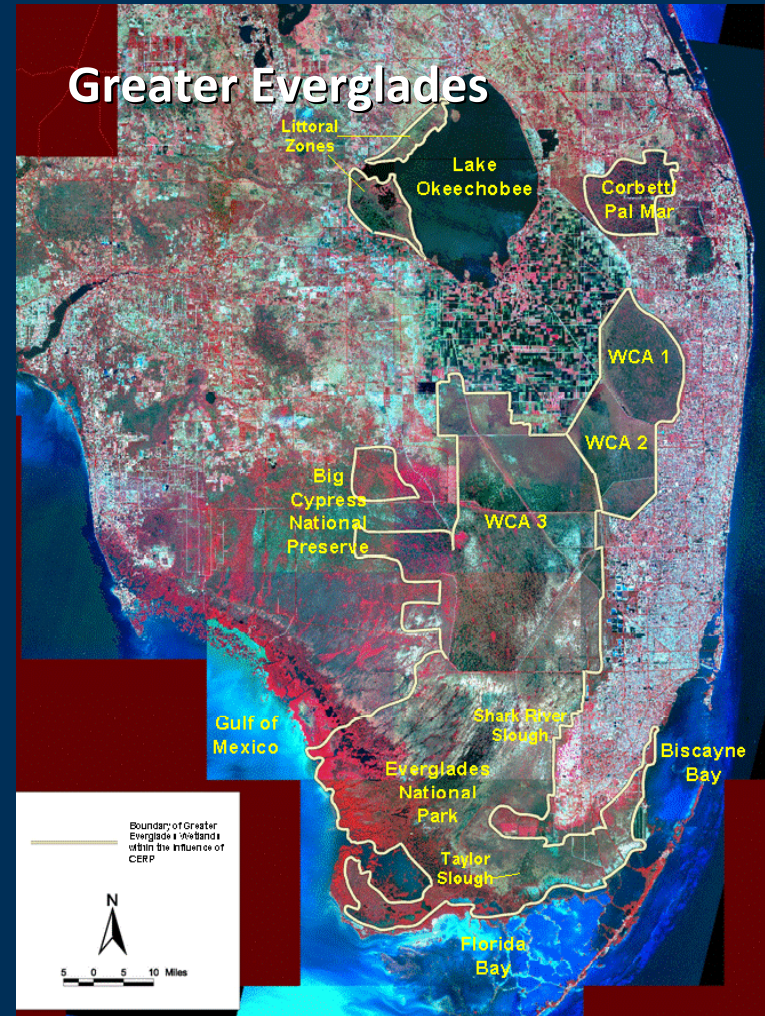 Greater Everglades
Littoral
Zones
Lake
Okeechobee
Corbett/
Pal Mar
WCA 1
WCA 2
Big
Cypress
National
Preserve
WCA 3
Shark River
Slough
Gulf of
Mexico
Biscayne
Bay
Everglades
National
Park
Taylor
Slough
Florida
Bay
Boundary of Greater
Everglades Wetlands
within the Influence of
CERP
N
5 0 5 10 Miles